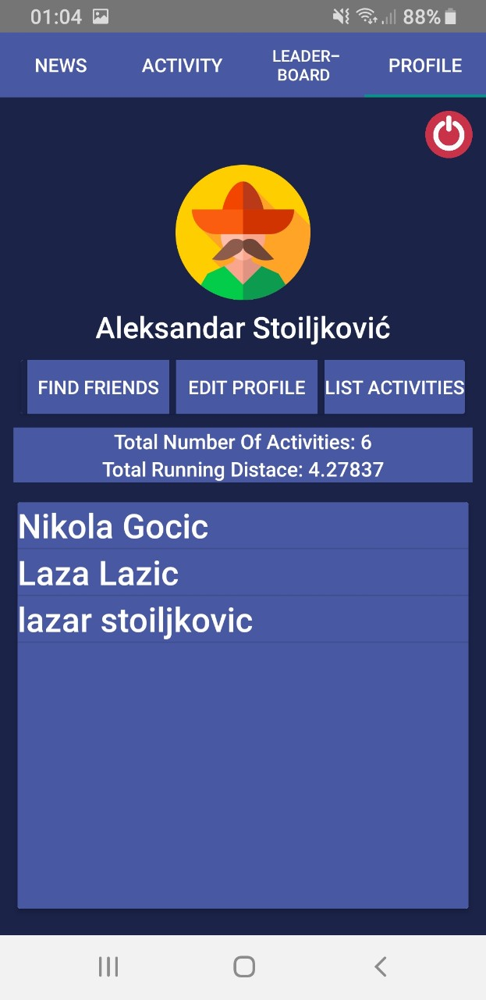 01:04
88%
NEWS
ACTIVITY
LEADER-
BOARD
PROFILE
Aleksandar Stoiljković
FIND FRIENDS
EDIT PROFILE
LIST ACTIVITIES
Total Number Of Activities: 6
Total Running Distace: 4.27837
Nikola Gocic
Laza Lazic
lazar stoiljkovic